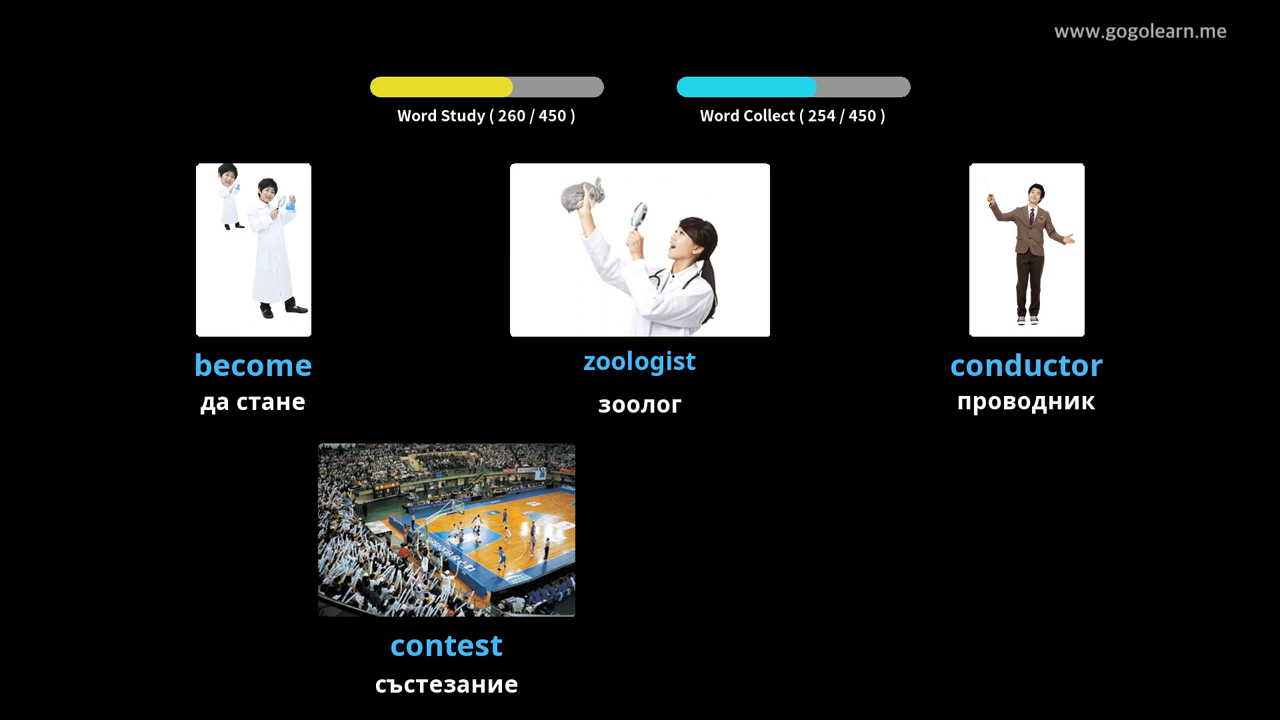 www.gogolearn.me
Word Study ( 260 / 450 )
Word Collect ( 254 / 450 )
become
да стане
zoologist
зоолог
conductor
проводник
contest
състезание